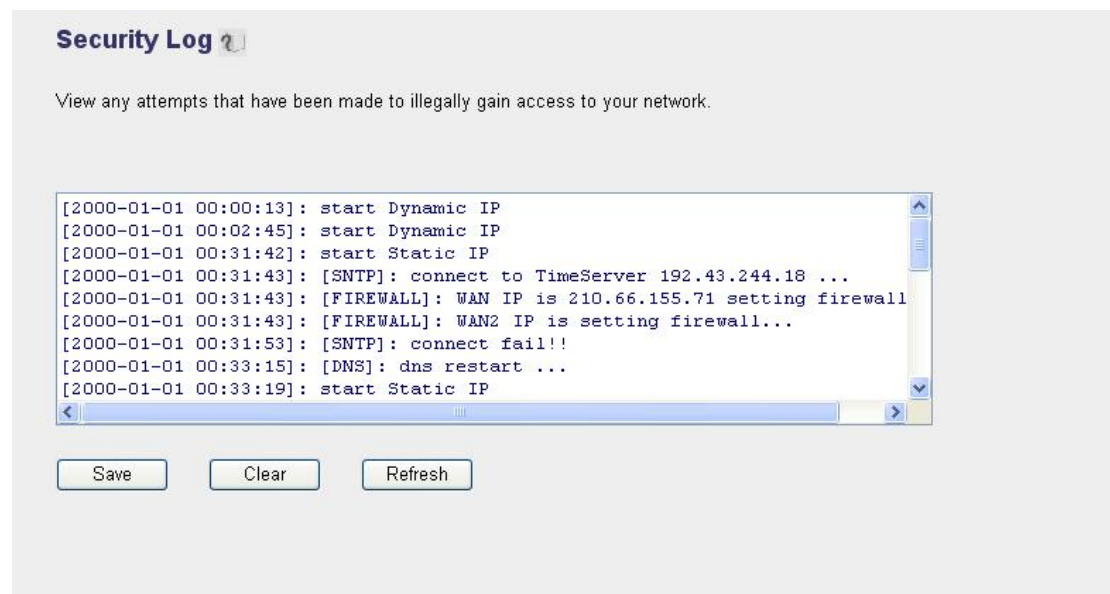 Security Log
View any attempts that have been made to illegally gain access to your network.
[2000-01-01 00:00:13]: start Dynamic IP
[2000-01-01 00:02:45]: start Dynamic IP
[2000-01-01 00:31:42]: start Static IP
[2000-01-01 00:31:43]: [SNTP]: connect to TimeServer 192.43.244.18 ...
[2000-01-01 00:31:43]: [FIREWALL]: WAN IP is 210.66.155.71 setting firewall
[2000-01-01 00:31:43]: [FIREWALL]: WAN2 IP is setting firewall...
[2000-01-01 00:31:53]: [SNTP]: connect fail!!
[2000-01-01 00:33:15]: [DNS]: dns restart ...
[2000-01-01 00:33:19]: start Static IP
Save Clear Refresh